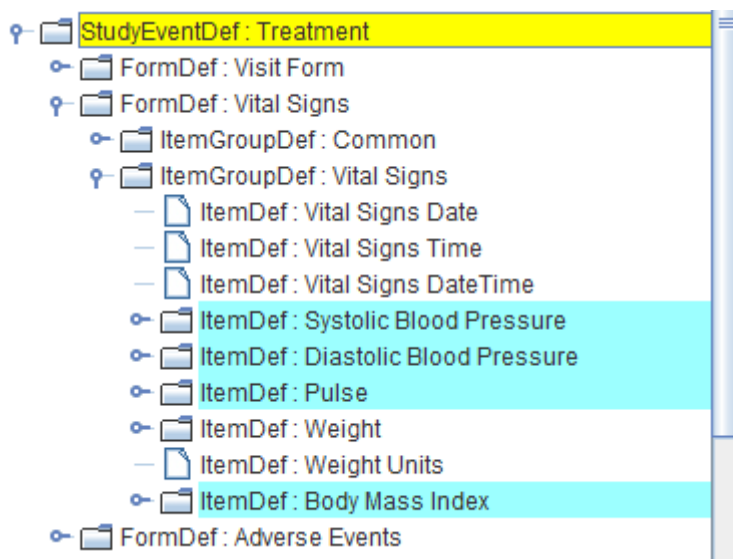 StudyEventDef : Treatment
FormDef : Visit Form
FormDef : Vital Signs
ItemGroupDef : Common
ItemGroupDef : Vital Signs
ItemDef : Vital Signs Date
ItemDef : Vital Signs Time
ItemDef : Vital Signs DateTime
ItemDef : Systolic Blood Pressure
ItemDef : Diastolic Blood Pressure
ItemDef : Pulse
ItemDef : Weight
ItemDef : Weight Units
ItemDef : Body Mass Index
FormDef : Adverse Events